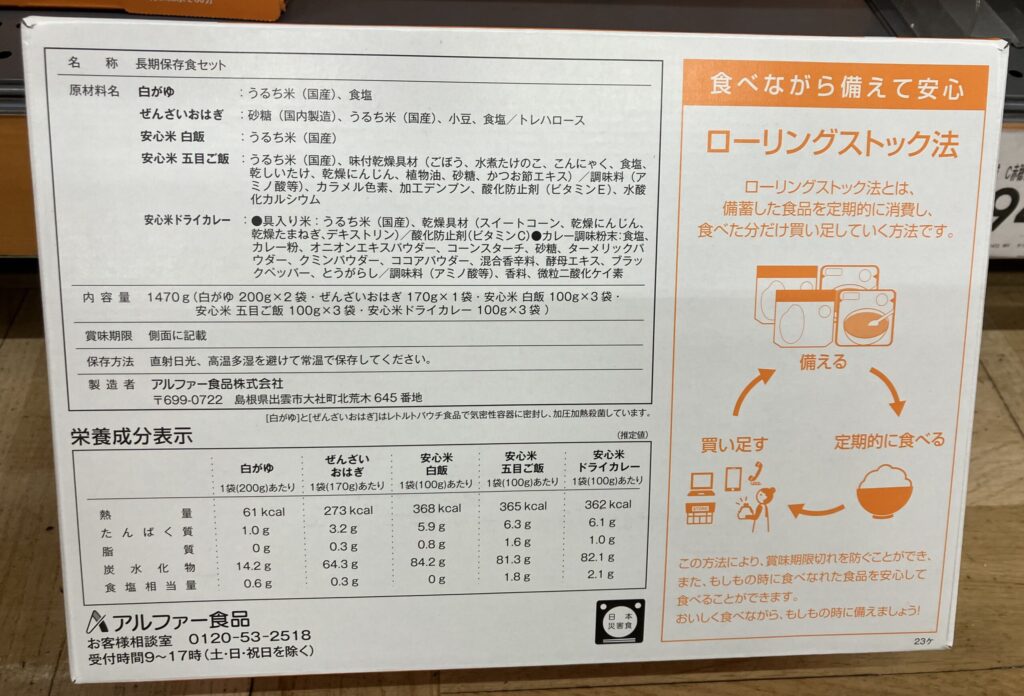 名称 長期保存食セット
原材料名 白がゆ ：うるち米（国産）、食塩
ぜんざいおはぎ ：砂糖（国内製造）、うるち米（国産）、小豆、食塩／トレハロース
安心米 白飯 ：うるち米（国産）
安心米 五目ご飯 ：うるち米（国産）、味付乾燥具材（ごぼう、水煮たけのこ、こんにゃく、食塩、
乾しいたけ、乾燥にんじん、植物油、砂糖、かつお節エキス）／調味料（ア
ミノ酸等）、カラメル色素、加工デンプン、酸化防止剤（ビタミンE）、水酸
化カルシウム
安心米ドライカレー ：●具入り米：うるち米（国産）、乾燥具材（スイートコーン、乾燥にんじん、
乾燥たまねぎ、デキストリン）／酸化防止剤（ビタミンC）●カレー調味粉末：食塩、
カレー粉、オニオンエキスパウダー、コーンスターチ、砂糖、ターメリックパ
ウダー、クミンパウダー、ココアパウダー、混合香辛料、酵母エキス、ブラッ
クペッパー、とうがらし／調味料（アミノ酸等）、香料、微粒二酸化ケイ素
内容量 1470g（白がゆ 200g×2袋・ぜんざいおはぎ 170g×1袋・安心米 白飯 100g×3袋・
安心米 五目ご飯 100g×3袋・安心米ドライカレー 100g×3袋）
賞味期限 側面に記載
保存方法 直射日光、高温多湿を避けて常温で保存してください。
製造者 アルファー食品株式会社
〒699-0722 島根県出雲市大社町北荒木645番地
[白がゆ]と[ぜんざいおはぎ]はレトルトパウチ食品で気密性容器に密封し、加圧加熱殺菌しています。
栄養成分表示 （推定値）
白がゆ ぜんざいおはぎ 安心米白飯 安心米五目ご飯 安心米ドライカレー
1袋(200g)あたり 1袋(170g)あたり 1袋(100g)あたり 1袋(100g)あたり 1袋(100g)あたり
熱量 61kcal 273kcal 368kcal 365kcal 362kcal
たんぱく質 1.0g 3.2g 5.9g 6.3g 6.1g
脂質 0g 0.3g 0.8g 1.6g 1.0g
炭水化物 14.2g 64.3g 84.2g 81.3g 82.1g
食塩相当量 0.6g 0.3g 0g 1.8g 2.1g
アルファー食品
お客様相談室 0120-53-2518
受付時間9～17時（土・日・祝日を除く）
日本
災害食
食べながら備えて安心
ローリングストック法
ローリングストック法とは、
備蓄した食品を定期的に消費し、
食べた分だけ買い足していく方法です。
備える
買い足す
定期的に食べる
STORE
この方法により、賞味期限切れを防ぐことができ、
また、もしもの時に食べなれた食品を安心して
食べることができます。
おいしく食べながら、もしもの時に備えましょう！
23ケ